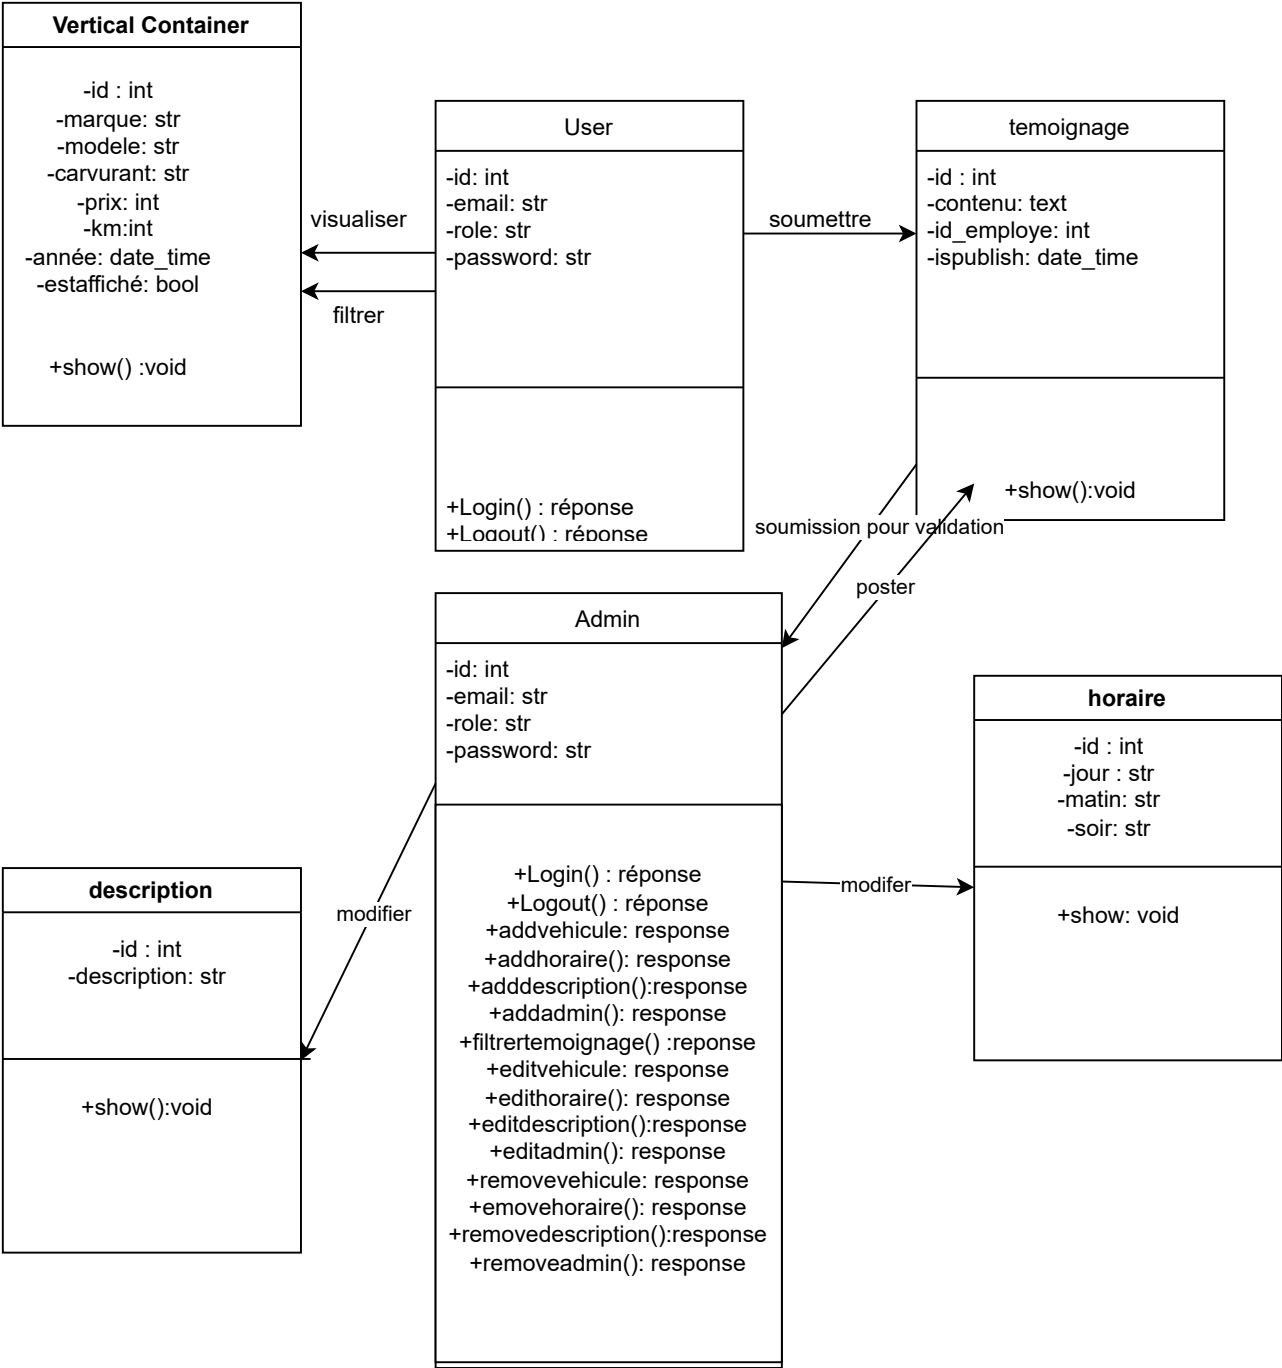 Vertical Container
-id : int
-marque: str
-modele: str
-carvurant: str
-prix: int
-km:int
-année: date_time
-estaffiché: bool
+show() :void
visualiser
filtrer
User
-id: int
-email: str
-role: str
-password: str
+Login() : réponse
+Logout() : réponse
soumettre
temoignage
-id : int
-contenu: text
-id_employe: int
-ispublish: date_time
+show():void
soumission pour validation
poster
Admin
-id: int
-email: str
-role: str
-password: str
+Login() : réponse
+Logout() : réponse
+addvehicule: response
+addhoraire(): response
+adddescription():response
+addadmin(): response
+filtrertemoignage() :reponse
+editvehicule: response
+edithoraire(): response
+editdescription():response
+editadmin(): response
+removevehicule: response
+emovehoraire(): response
+removedescription():response
+removeadmin(): response
modifer
horaire
-id : int
-jour : str
-matin: str
-soir: str
+show: void
modifier
description
-id : int
-description: str
+show():void